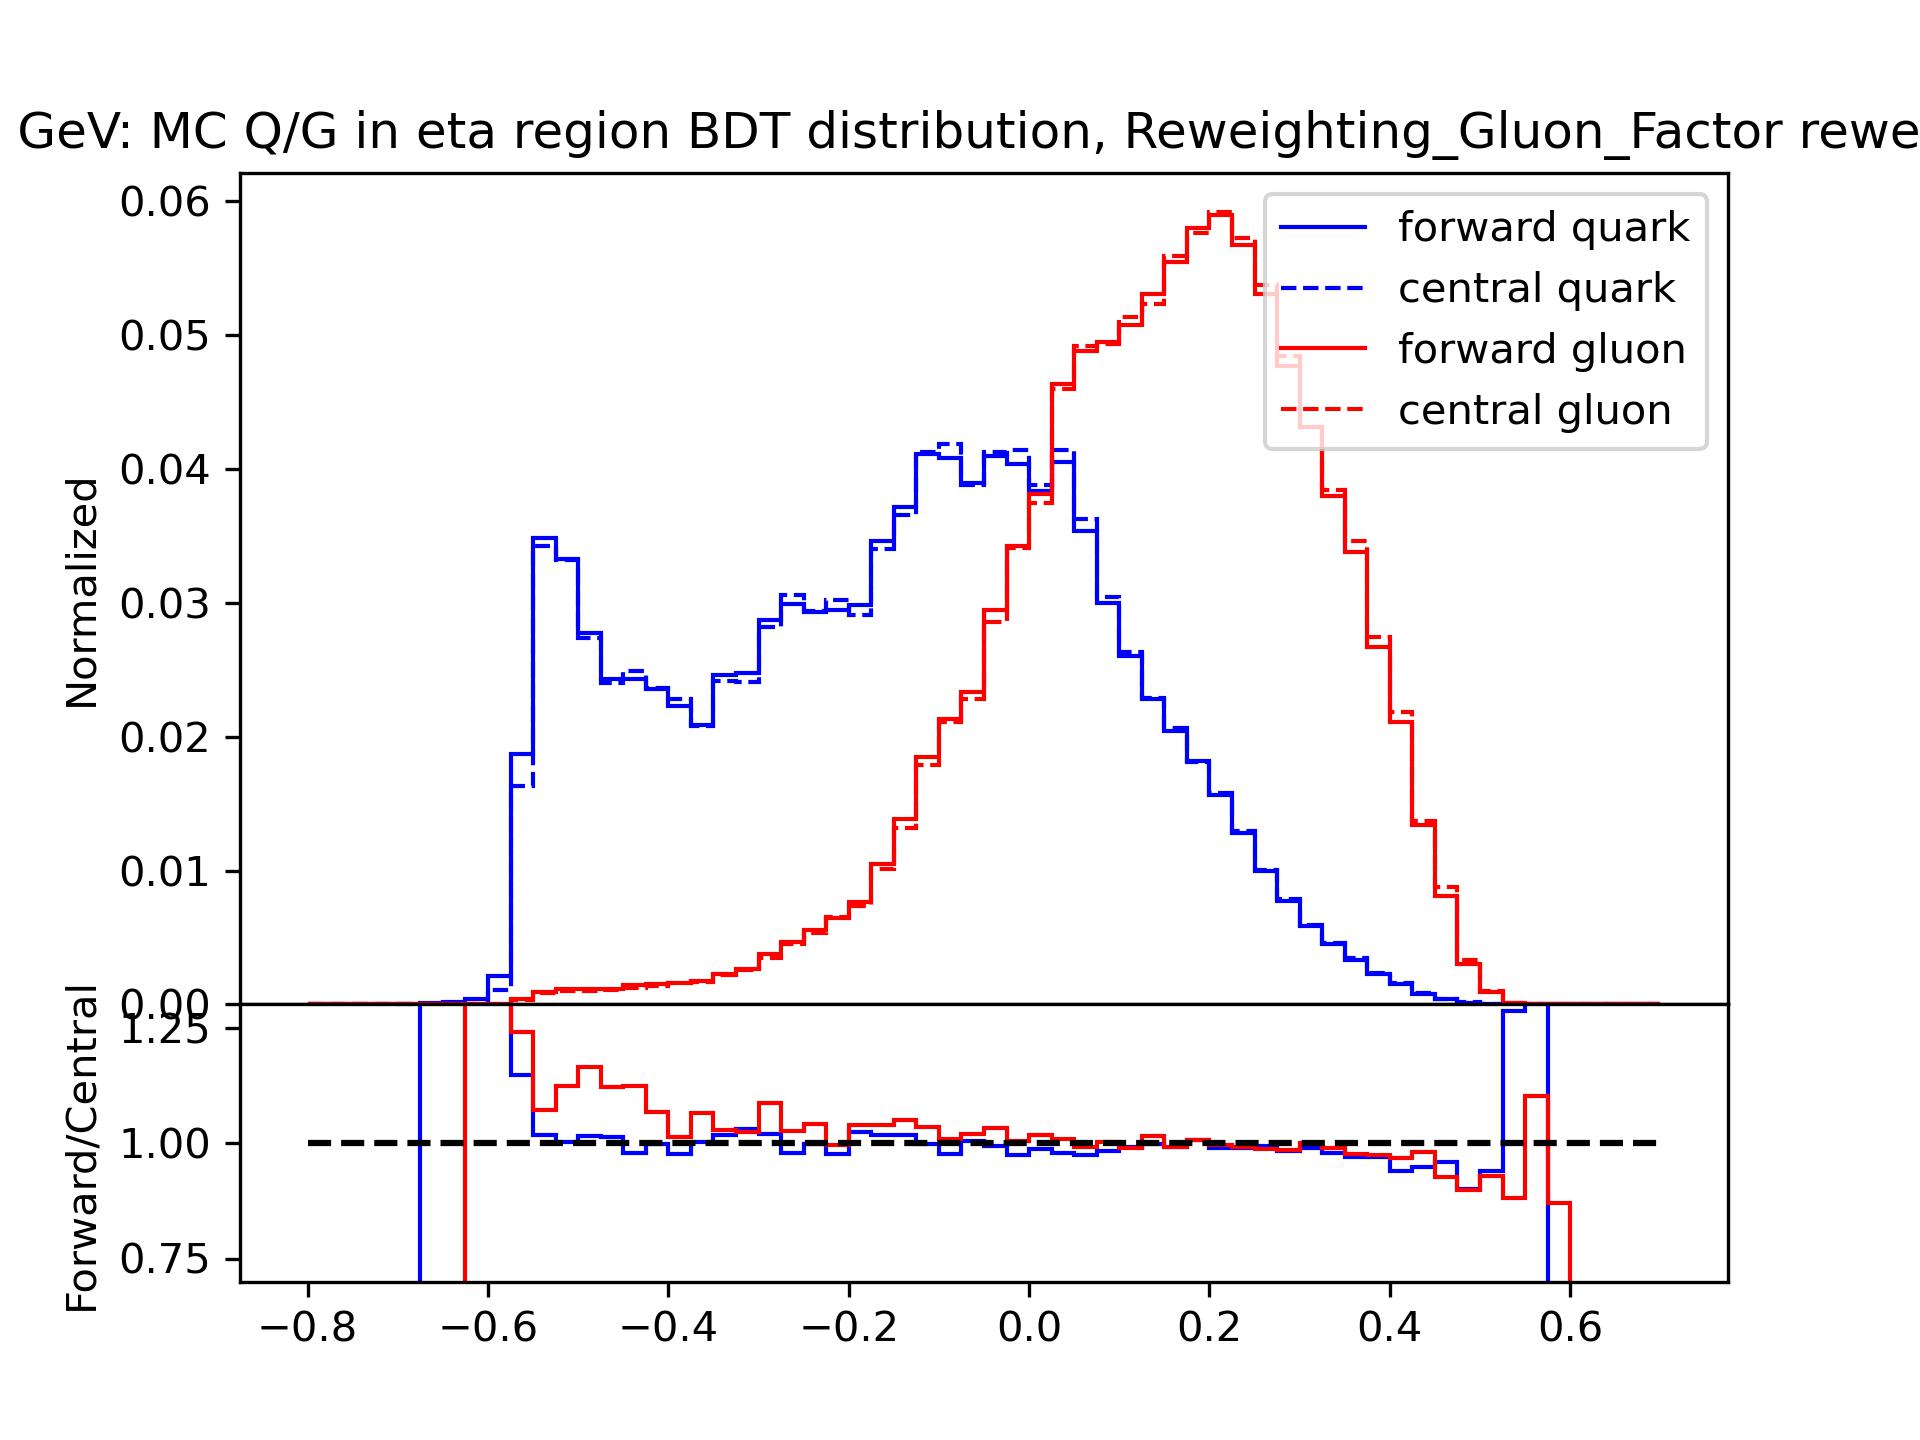 GeV: MC Q/G in eta region BDT distribution, Reweighting_Gluon_Factor rewe
forward quark
central quark
forward gluon
central gluon
Normalized
0.06
0.05
0.04
0.03
0.02
0.01
0.00
Forward/Central
1.25
1.00
0.75
−0.8 −0.6 −0.4 −0.2 0.0 0.2 0.4 0.6